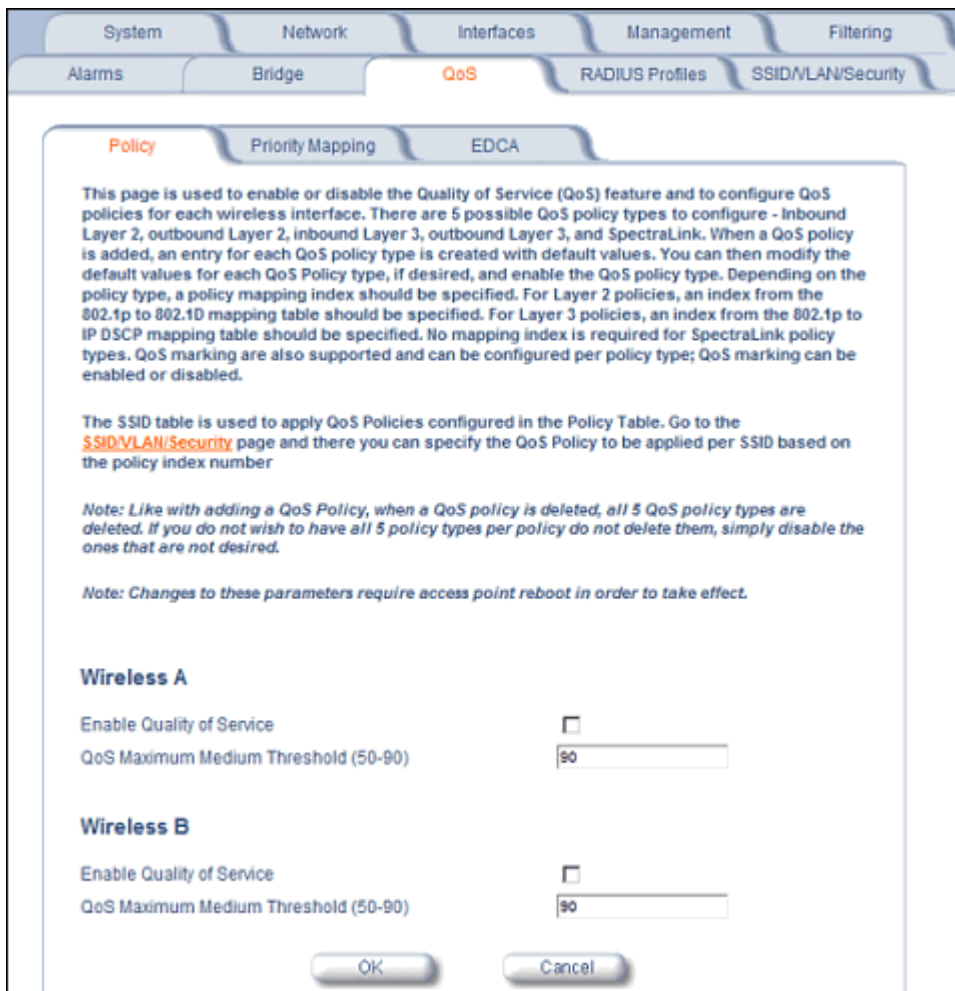 System Network Interfaces Management Filtering
Alarms Bridge QoS RADIUS Profiles SSID/VLAN/Security
Policy Priority Mapping EDCA
This page is used to enable or disable the Quality of Service (QoS) feature and to configure QoS
policies for each wireless interface. There are 5 possible QoS policy types to configure - Inbound
Layer 2, outbound Layer 2, inbound Layer 3, outbound Layer 3, and SpectraLink. When a QoS policy
is added, an entry for each QoS policy type is created with default values. You can then modify the
default values for each QoS Policy type, if desired, and enable the QoS policy type. Depending on the
policy type, a policy mapping index should be specified. For Layer 2 policies, an index from the
802.1p to 802.1D mapping table should be specified. For Layer 3 policies, an index from the 802.1p to
IP DSCP mapping table should be specified. No mapping index is required for SpectraLink policy
types. QoS marking are also supported and can be configured per policy type; QoS marking can be
enabled or disabled.
The SSID table is used to apply QoS Policies configured in the Policy Table. Go to the
SSID/VLAN/Security page and there you can specify the QoS Policy to be applied per SSID based on
the policy index number
Note: Like with adding a QoS Policy, when a QoS policy is deleted, all 5 QoS policy types are
deleted. If you do not wish to have all 5 policy types per policy do not delete them, simply disable the
ones that are not desired.
Note: Changes to these parameters require access point reboot in order to take effect.
Wireless A
Enable Quality of Service
QoS Maximum Medium Threshold (50-90) 90
Wireless B
Enable Quality of Service
QoS Maximum Medium Threshold (50-90) 90
OK Cancel